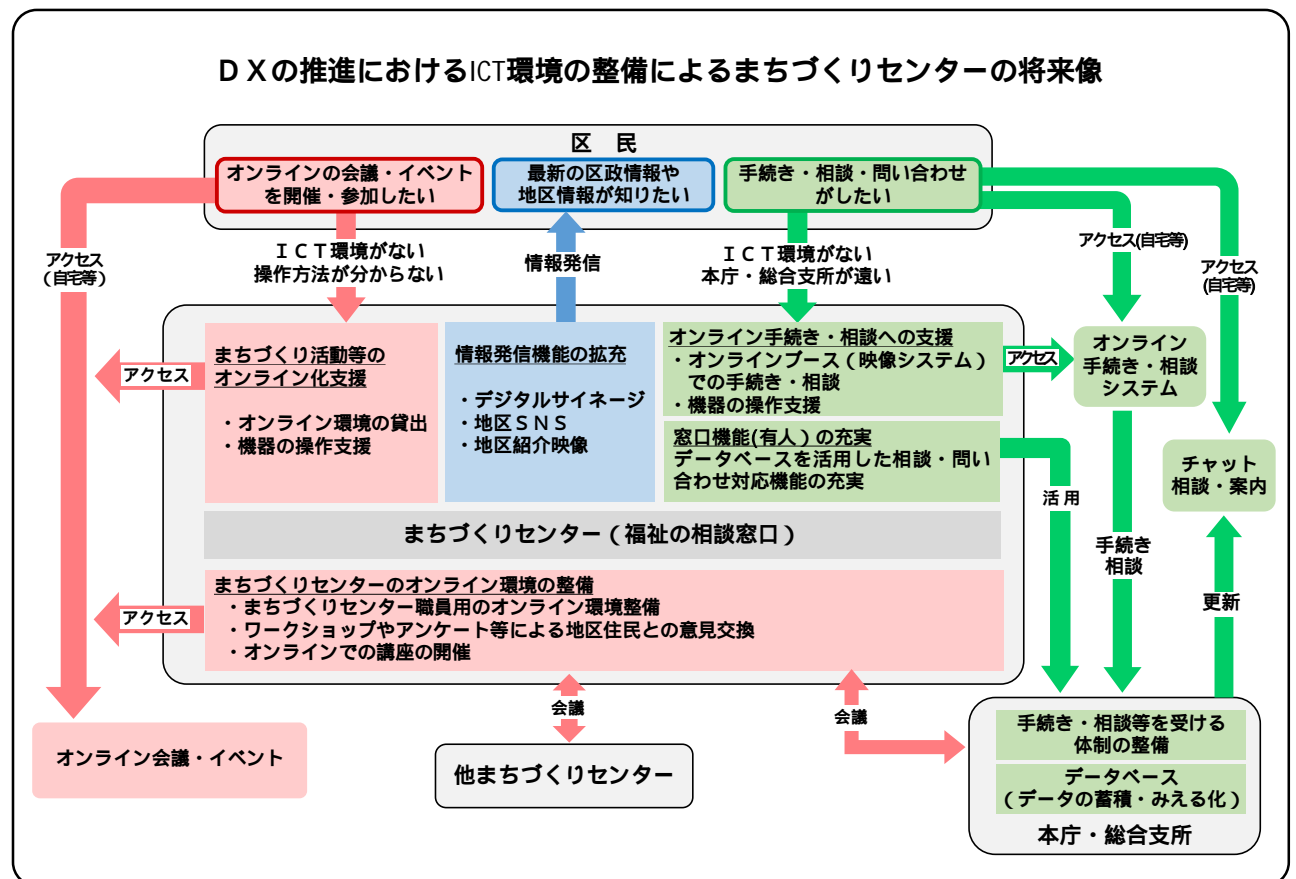 ＤＸの推進におけるICT環境の整備によるまちづくりセンターの将来像
区　民
オンラインの会議・イベント
を開催・参加したい
最新の区政情報や
地区情報が知りたい
手続き・相談・問い合わせ
がしたい
アクセス
（自宅等）
ＩＣＴ環境がない
操作方法が分からない
情報発信
ＩＣＴ環境がない
本庁・総合支所が遠い
アクセス(自宅等)
アクセス
(自宅等)
まちづくり活動等の
オンライン化支援
・オンライン環境の貸出
・機器の操作支援
アクセス
情報発信機能の拡充
・デジタルサイネージ
・地区ＳＮＳ
・地区紹介映像
オンライン手続き・相談への支援
・オンラインブース（映像システム）
での手続き・相談
・機器の操作支援
アクセス
オンライン
手続き・相談
システム
窓口機能(有人）の充実
データベースを活用した相談・問い
合わせ対応機能の充実
活 用
チャット
相談・案内
まちづくりセンター（福祉の相談窓口）
手続き
相談
まちづくりセンターのオンライン環境の整備
・まちづくりセンター職員用のオンライン環境整備
・ワークショップやアンケート等による地区住民との意見交換
・オンラインでの講座の開催
アクセス
更新
会議
会議
オンライン会議・イベント
他まちづくりセンター
手続き・相談等を受ける
体制の整備
データベース
（データの蓄積・みえる化）
本庁・総合支所